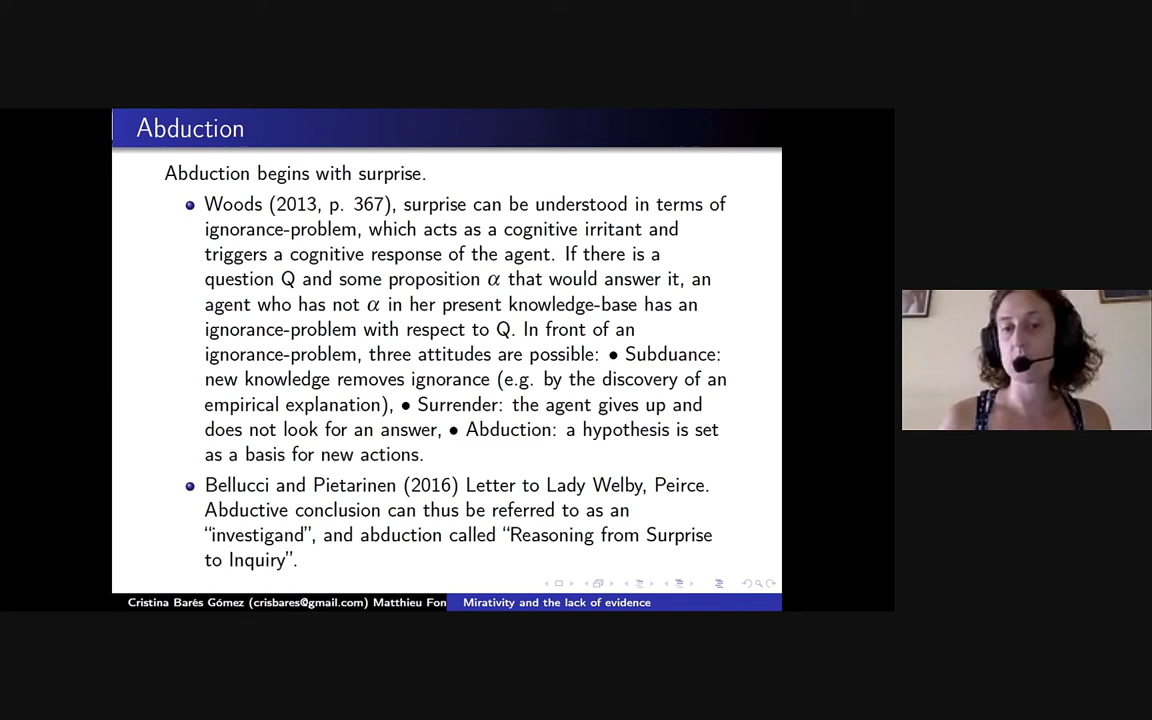 Abduction
Abduction begins with surprise.
Woods (2013, p. 367), surprise can be understood in terms of
ignorance-problem, which acts as a cognitive irritant and
triggers a cognitive response of the agent. If there is a
question Q and some proposition α that would answer it, an
agent who has not α in her present knowledge-base has an
ignorance-problem with respect to Q. In front of an
ignorance-problem, three attitudes are possible: • Subduance:
new knowledge removes ignorance (e.g. by the discovery of an
empirical explanation), • Surrender: the agent gives up and
does not look for an answer, • Abduction: a hypothesis is set
as a basis for new actions.
Bellucci and Pietarinen (2016) Letter to Lady Welby, Peirce.
Abductive conclusion can thus be referred to as an
“investigand”, and abduction called “Reasoning from Surprise
to Inquiry”.
Cristina Barés Gómez (crisbares@gmail.com) Matthieu Fon
Mirativity and the lack of evidence